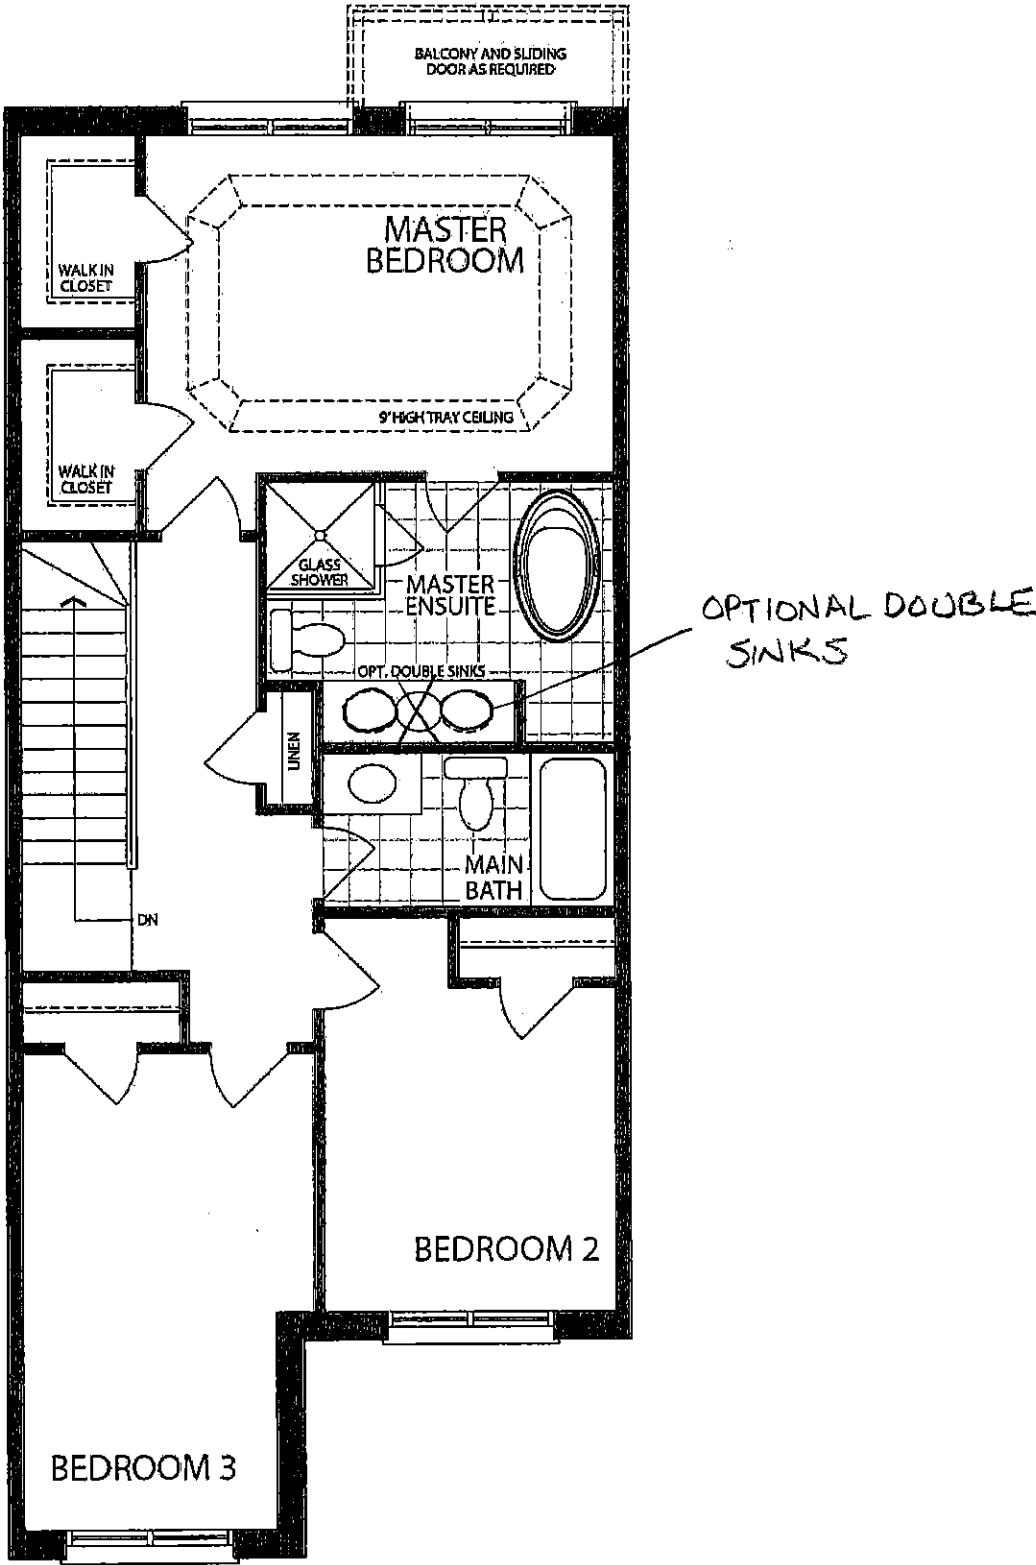 BALCONY AND SLIDING
DOOR AS REQUIRED
MASTER
BEDROOM
WALK IN
CLOSET
9' HIGH TRAY CEILING
WALK IN
CLOSET
GLASS
SHOWER
MASTER
ENSUITE
OPTIONAL DOUBLE
SINKS
OPT. DOUBLE SINKS
LINEN
MAIN
BATH
DN
BEDROOM 2
BEDROOM 3